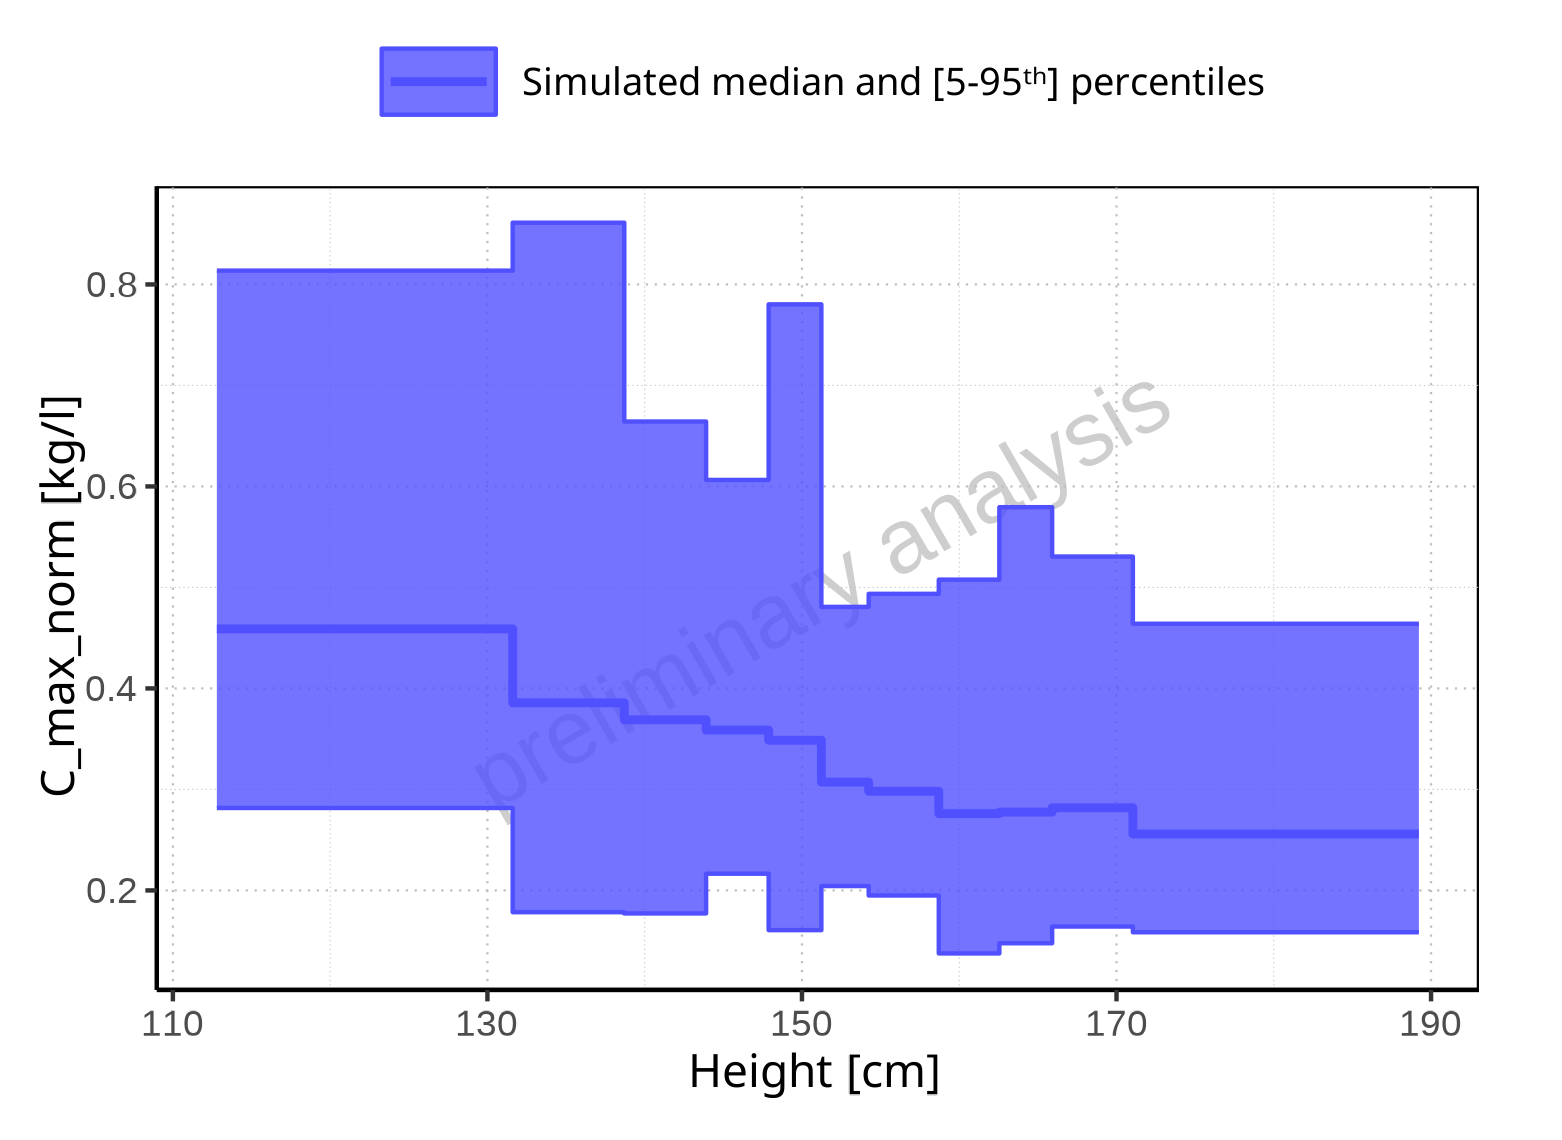 Simulated median and [5-95ᵗʰ] percentiles
C_max_norm [kg/l]
0.8
0.6
0.4
0.2
preliminary analysis
110 130 150 170 190
Height [cm]